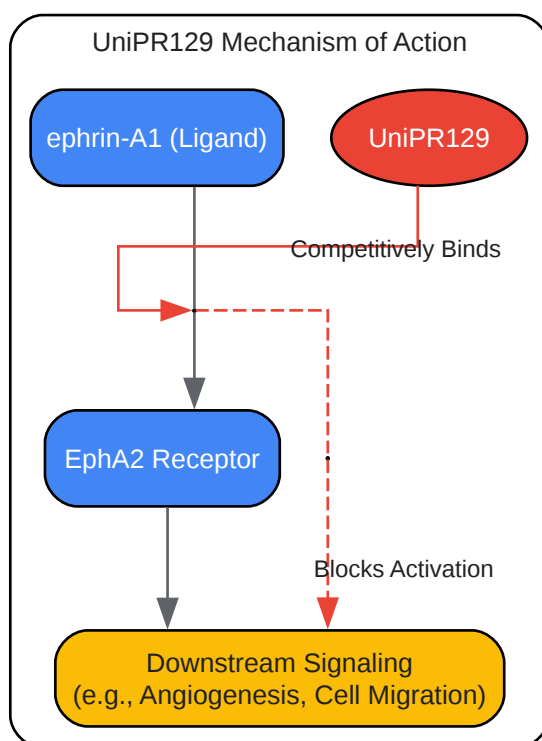 UniPR129 Mechanism of Action
ephrin-A1 (Ligand)
UniPR129
Competitively Binds
EphA2 Receptor
Blocks Activation
Downstream Signaling
(e.g., Angiogenesis, Cell Migration)